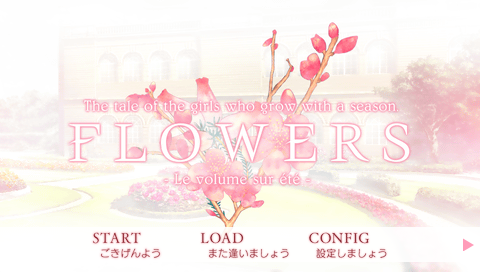 The tale of the girls who grow with a season.
FLOWERS
- Le volume sur été -
START LOAD CONFIG
ごきげんよう また逢いましょう 設定しましょう